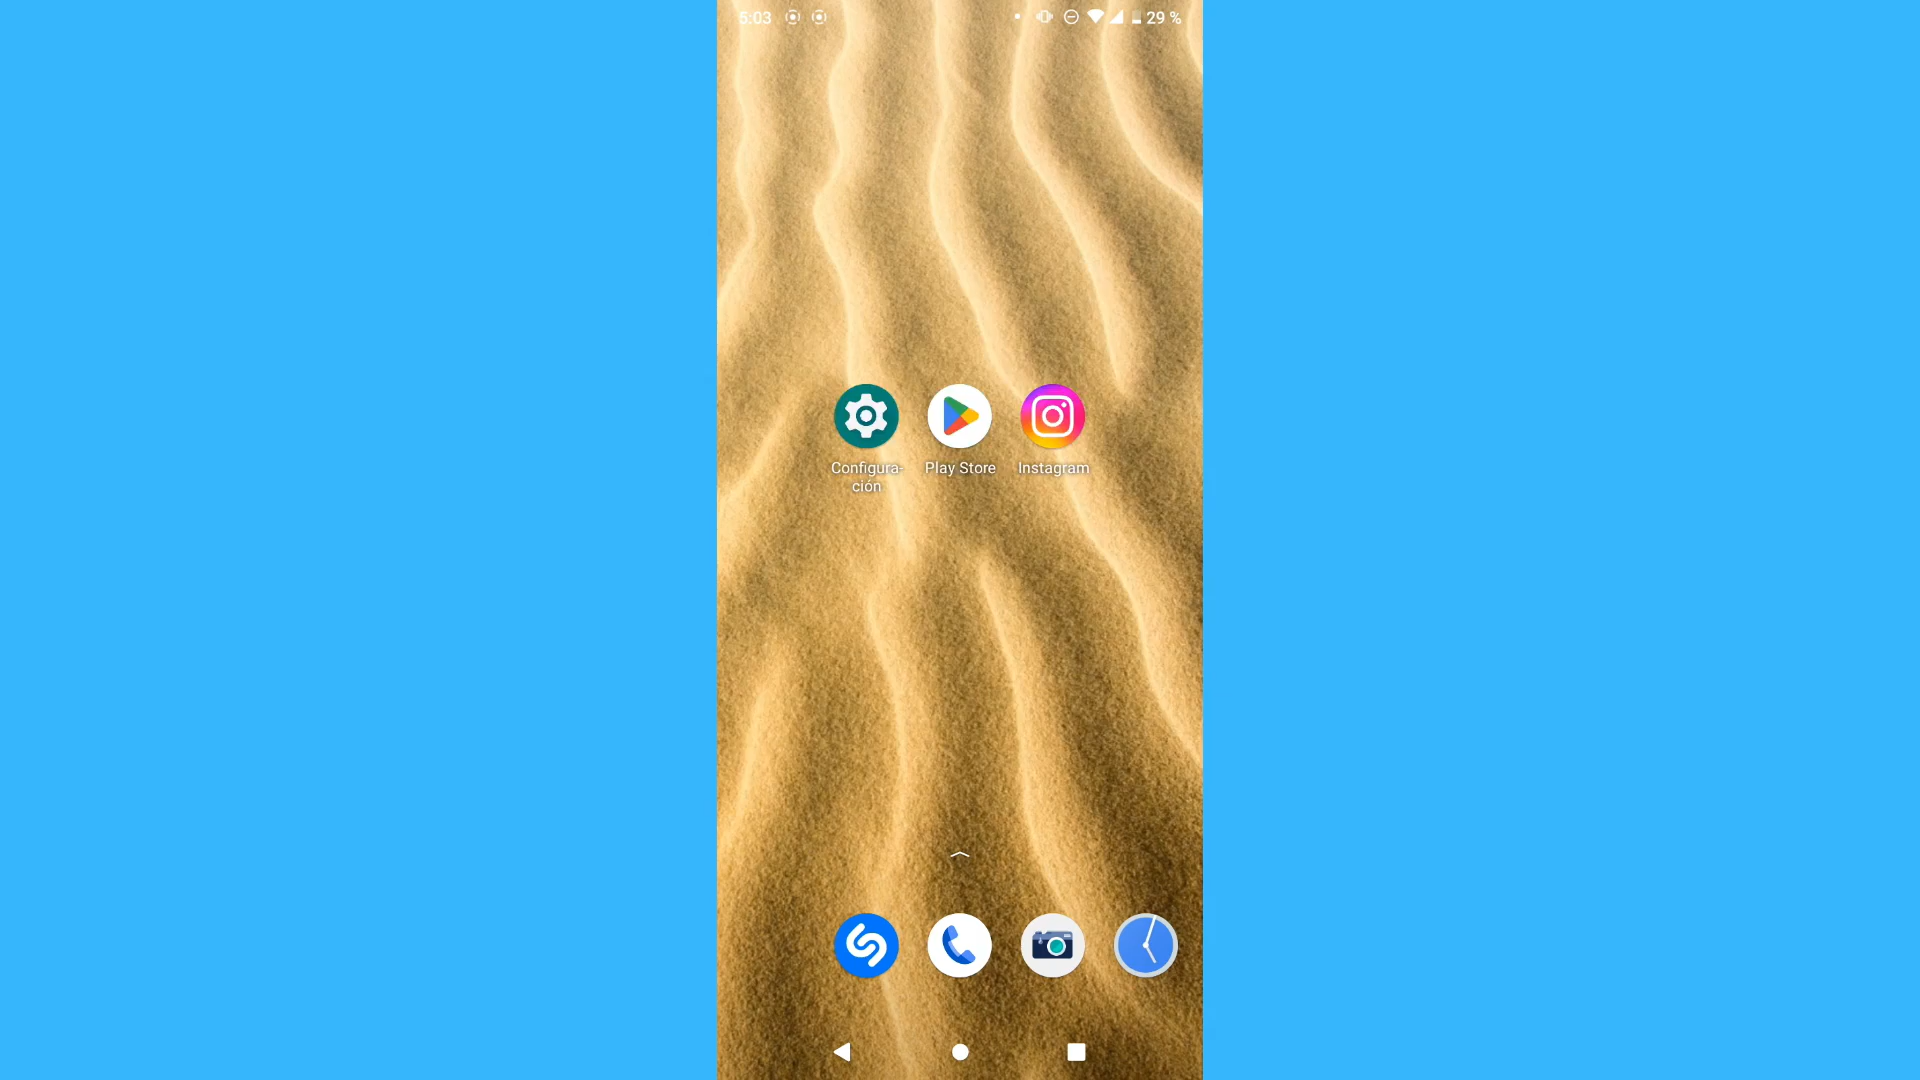 5:03
29 %
Configura-
ción
Play Store
Instagram